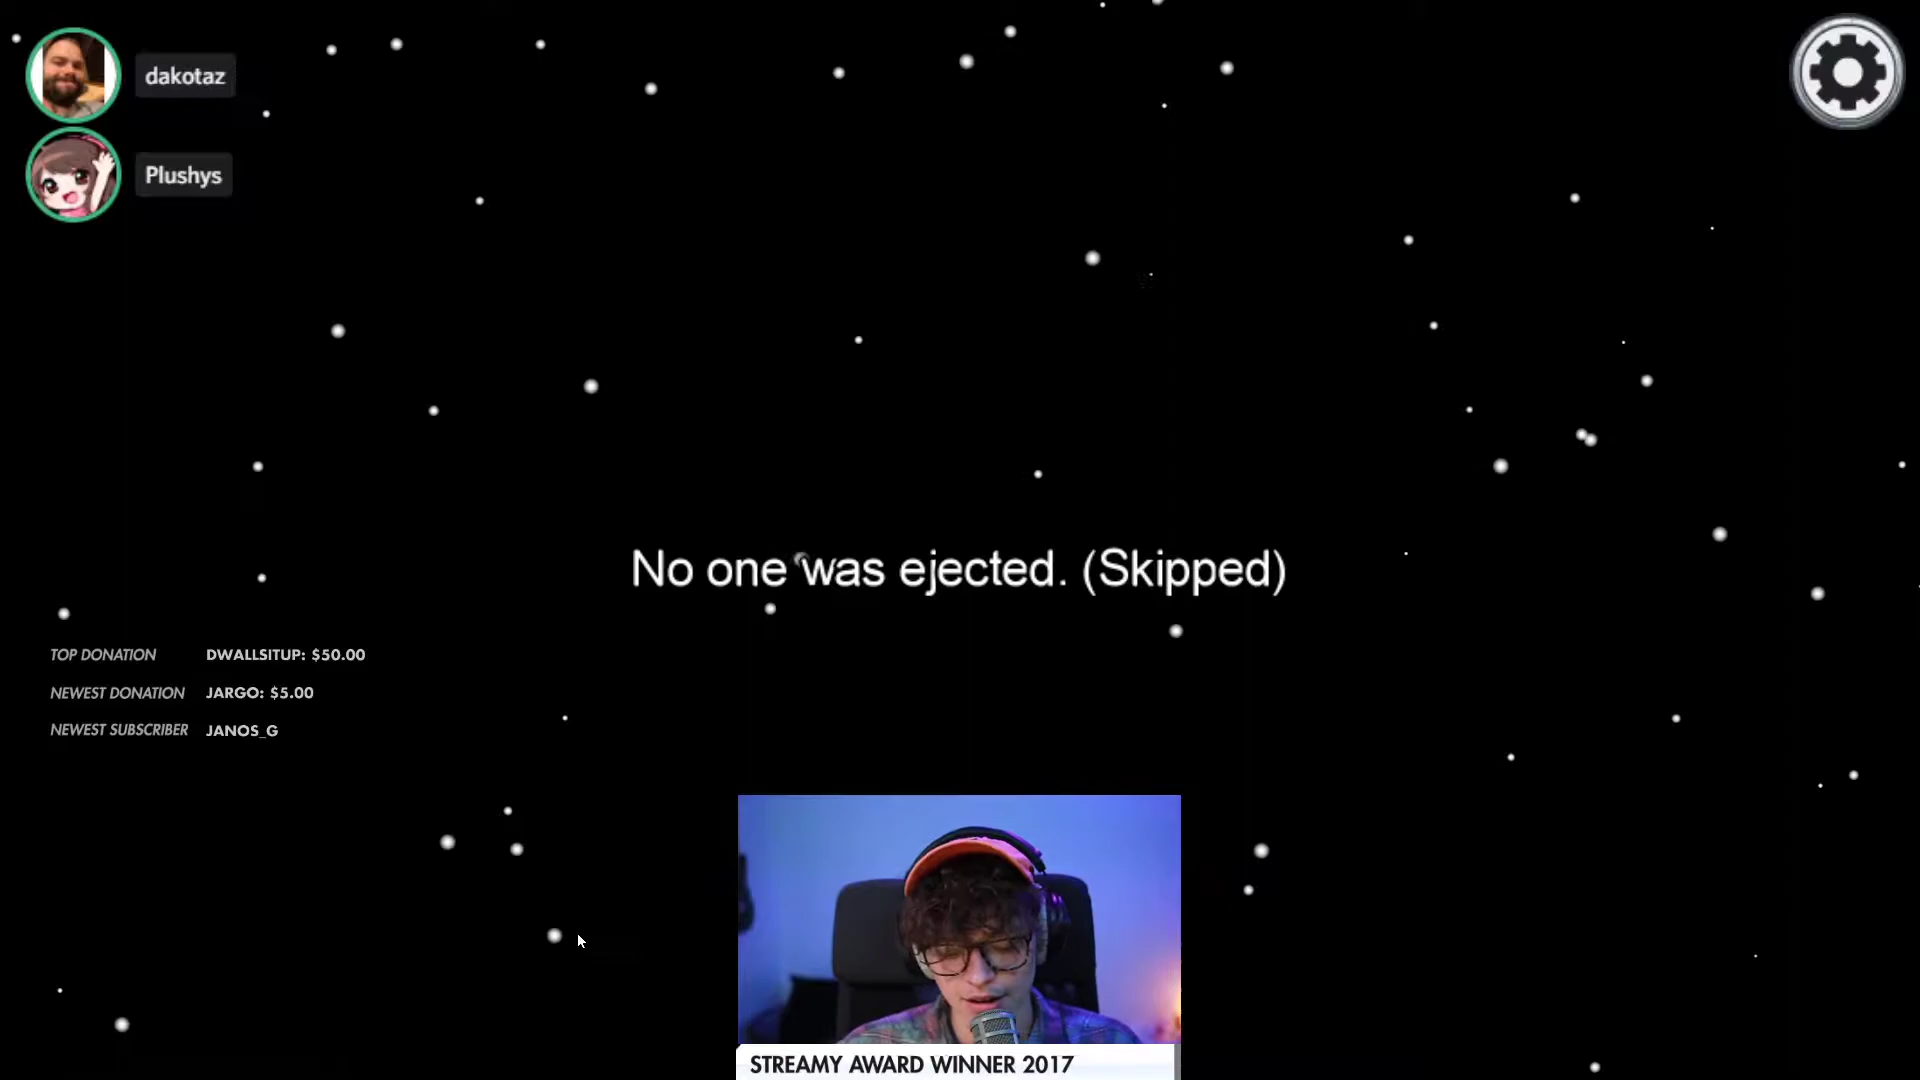 dakotaz
Plushys
No one was ejected. (Skipped)
TOP DONATION DWALLSITUP: $50.00
NEWEST DONATION JARGO: $5.00
NEWEST SUBSCRIBER JANOS_G
STREAMY AWARD WINNER 2017